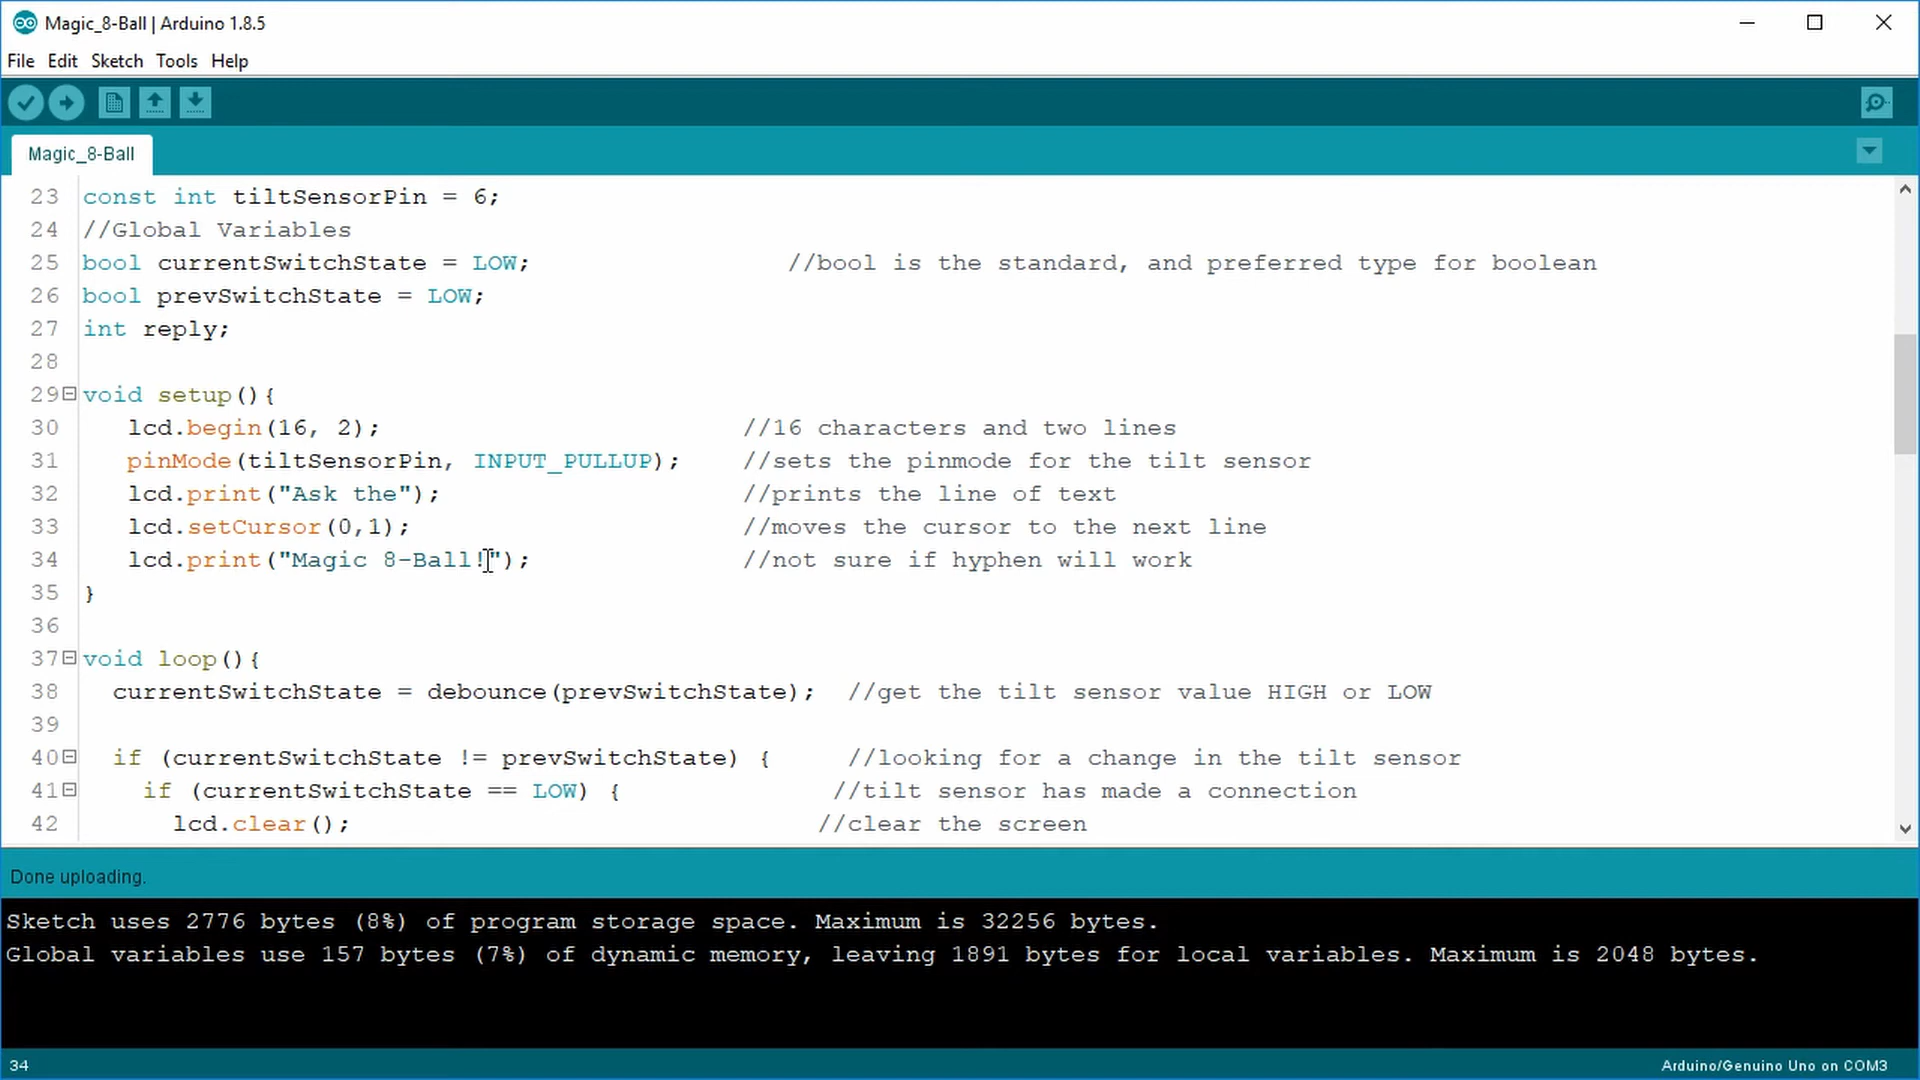 Magic_8-Ball | Arduino 1.8.5
File Edit Sketch Tools Help
Magic_8-Ball
23 const int tiltSensorPin = 6;
24 //Global Variables
25 bool currentSwitchState = LOW; //bool is the standard, and preferred type for boolean
26 bool prevSwitchState = LOW;
27 int reply;
28
29 void setup(){
30 lcd.begin(16, 2); //16 characters and two lines
31 pinMode(tiltSensorPin, INPUT_PULLUP); //sets the pinmode for the tilt sensor
32 lcd.print("Ask the"); //prints the line of text
33 lcd.setCursor(0,1); //moves the cursor to the next line
34 lcd.print("Magic 8-Ball!"); //not sure if hyphen will work
35 }
36
37 void loop(){
38 currentSwitchState = debounce(prevSwitchState); //get the tilt sensor value HIGH or LOW
39
40 if (currentSwitchState != prevSwitchState) { //looking for a change in the tilt sensor
41 if (currentSwitchState == LOW) { //tilt sensor has made a connection
42 lcd.clear(); //clear the screen
Done uploading.
Sketch uses 2776 bytes (8%) of program storage space. Maximum is 32256 bytes.
Global variables use 157 bytes (7%) of dynamic memory, leaving 1891 bytes for local variables. Maximum is 2048 bytes.
34 Arduino/Genuino Uno on COM3